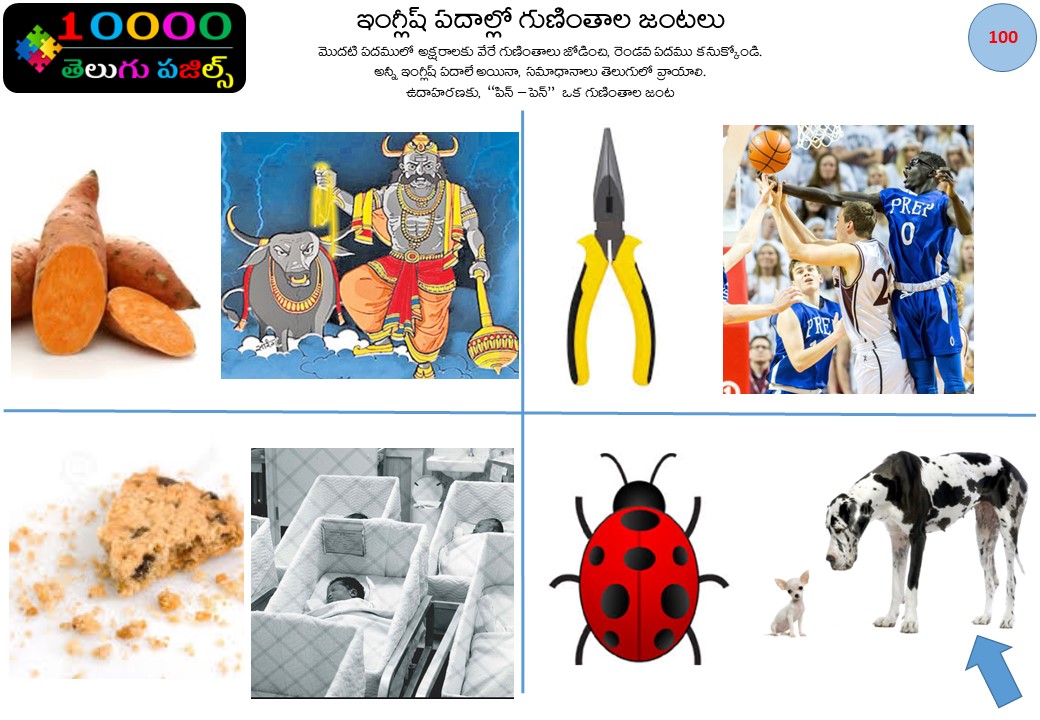 10000
తెలుగు పజిల్స్
ఇంగ్లీష్ పదాల్లో గుణింతాల జంటలు
మొదటి పదములో అక్షరాలకు వేరే గుణింతాలు జోడించి, రెండవ పదము కనుక్కోండి.
అన్నీ ఇంగ్లీష్ పదాలే అయినా, సమాధానాలు తెలుగులో వ్రాయాలి.
ఉదాహరణకు, “పిన్ – పెన్” ఒక గుణింతాల జంట
100
PREP
0
2
PREP